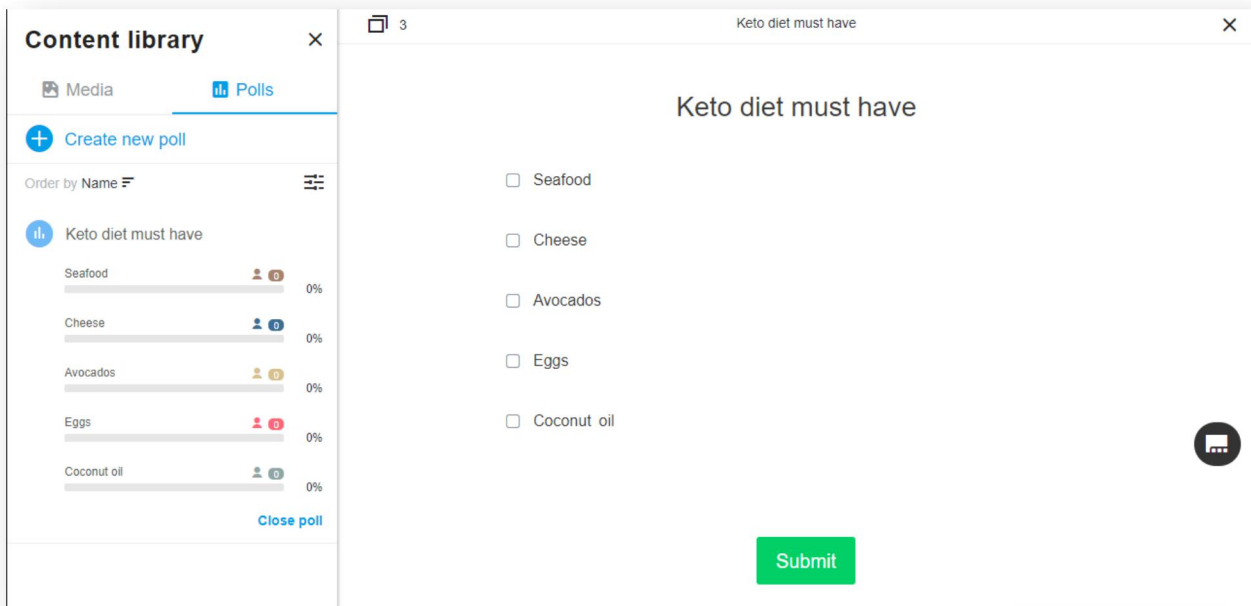 Content library
Media
Polls
Create new poll
Order by Name
Keto diet must have
Seafood 0
0%
Cheese 0
0%
Avocados 0
0%
Eggs 0
0%
Coconut oil 0
0%
Close poll
3 Keto diet must have
Keto diet must have
Seafood
Cheese
Avocados
Eggs
Coconut oil
Submit